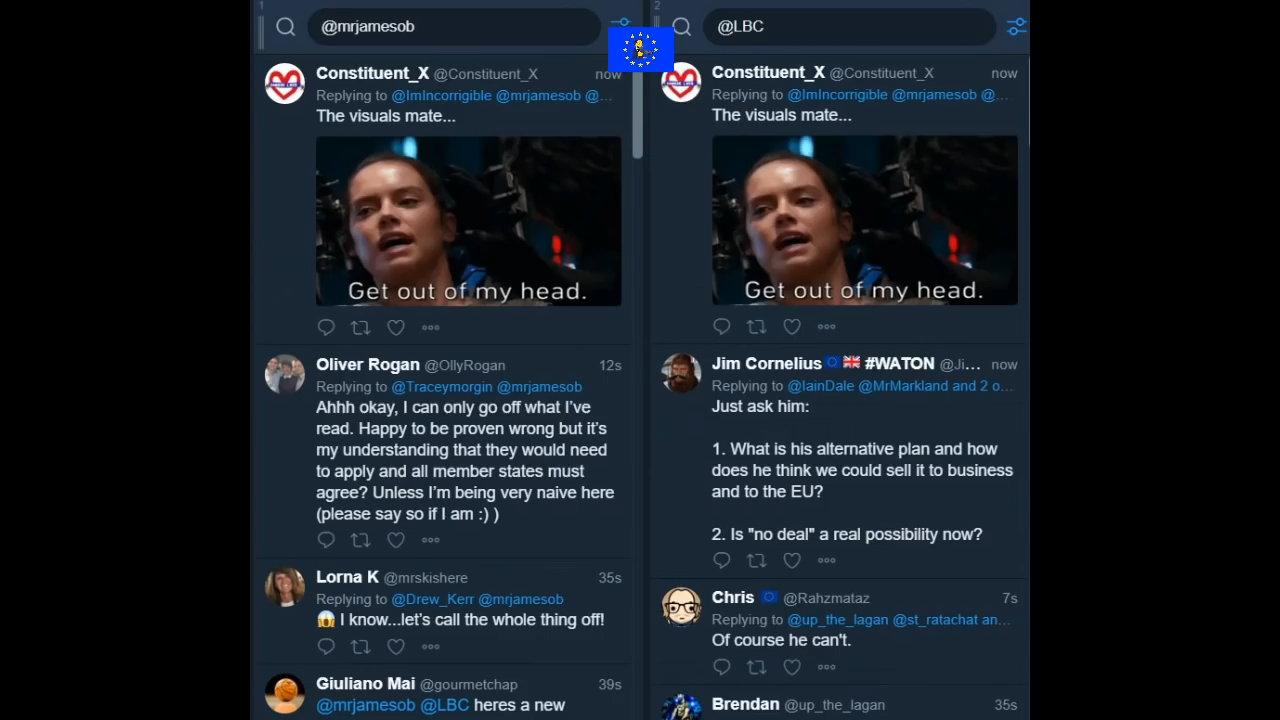 1
@mrjamesob
Constituent_X @Constituent_X now
Replying to @ImIncorrigible @mrjamesob @...
The visuals mate...
Get out of my head.
Oliver Rogan @OllyRogan 12s
Replying to @Traceymorgin @mrjamesob
Ahhh okay, I can only go off what I've
read. Happy to be proven wrong but it's
my understanding that they would need
to apply and all member states must
agree? Unless I'm being very naive here
(please say so if I am :) )
Lorna K @mrskishere 35s
Replying to @Drew_Kerr @mrjamesob
😱 I know...let's call the whole thing off!
Giuliano Mai @gourmetchap 39s
@mrjamesob @LBC heres a new
2
@LBC
Constituent_X @Constituent_X now
Replying to @ImIncorrigible @mrjamesob @...
The visuals mate...
Get out of my head.
Jim Cornelius🇪🇺🇬🇧 #WATON @Ji... now
Replying to @IainDale @MrMarkland and 2 o...
Just ask him:
1. What is his alternative plan and how
does he think we could sell it to business
and to the EU?
2. Is "no deal" a real possibility now?
Chris 🇪🇺 @Rahzmataz 7s
Replying to @up_the_lagan @st_ratachat an...
Of course he can't.
Brendan @up_the_lagan 35s